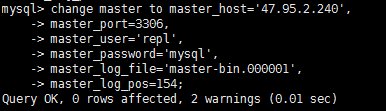 mysql> change master to master_host='47.95.2.240',
    -> master_port=3306,
    -> master_user='repl',
    -> master_password='mysql',
    -> master_log_file='master-bin.000001',
    -> master_log_pos=154;
Query OK, 0 rows affected, 2 warnings (0.01 sec)